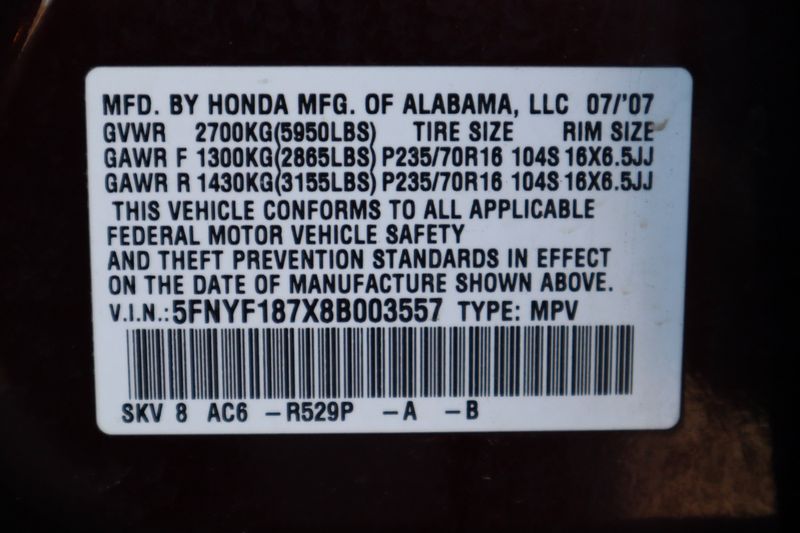 MFD. BY HONDA MFG. OF ALABAMA, LLC 07/'07
GVWR 2700KG(5950LBS) TIRE SIZE RIM SIZE
GAWR F 1300KG(2865LBS) P235/70R16 104S 16X6.5JJ
GAWR R 1430KG(3155LBS) P235/70R16 104S 16X6.5JJ
THIS VEHICLE CONFORMS TO ALL APPLICABLE
FEDERAL MOTOR VEHICLE SAFETY
AND THEFT PREVENTION STANDARDS IN EFFECT
ON THE DATE OF MANUFACTURE SHOWN ABOVE.
V.I.N.: 5FNYF187X8B003557 TYPE: MPV
SKV 8 AC6 -R529P -A -B